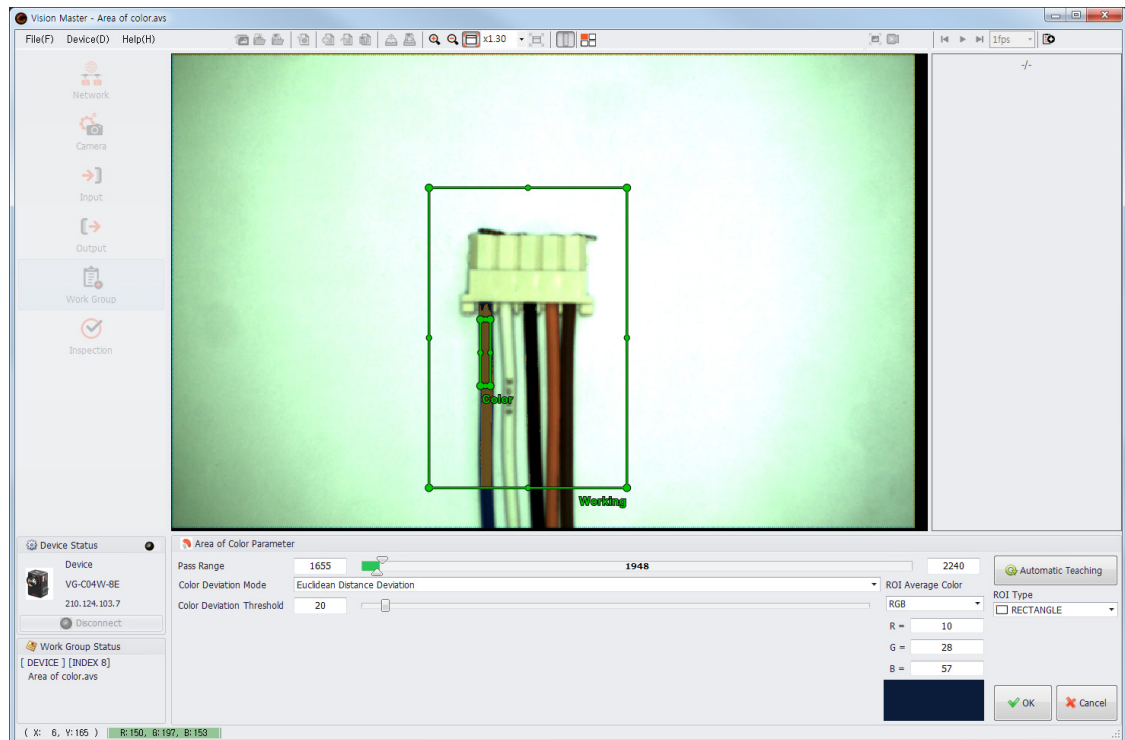 Vision Master - Area of color.avs
File(F) Device(D) Help(H)
x1.30
1fps
-/-
Network
Camera
Input
Output
Work Group
Inspection
Color
Working
Device Status
Device
VG-C04W-8E
210.124.103.7
Disconnect
Work Group Status
[ DEVICE ] [INDEX 8]
Area of color.avs
Area of Color Parameter
Pass Range 1655 1948 2240
Color Deviation Mode Euclidean Distance Deviation
Color Deviation Threshold 20
ROI Average Color
RGB
R = 10
G = 28
B = 57
Automatic Teaching
ROI Type
RECTANGLE
OK Cancel
( X: 6, Y:165 ) R:150, G:197, B:153